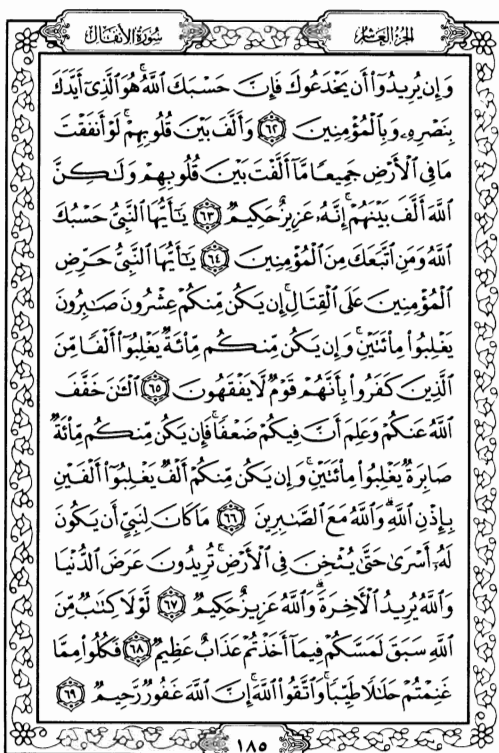 الجزء العاشر
سورة الأنفال
وَإِن يُرِيدُوٓا۟ أَن يَخْدَعُوكَ فَإِنَّ حَسْبَكَ ٱللَّهُ ۚ هُوَ ٱلَّذِىٓ أَيَّدَكَ
بِنَصْرِهِۦ وَبِٱلْمُؤْمِنِينَ ٦٢ وَأَلَّفَ بَيْنَ قُلُوبِهِمْ ۚ لَوْ أَنفَقْتَ
مَا فِى ٱلْأَرْضِ جَمِيعًا مَّآ أَلَّفْتَ بَيْنَ قُلُوبِهِمْ وَلَـٰكِنَّ
ٱللَّهَ أَلَّفَ بَيْنَهُمْ ۚ إِنَّهُۥ عَزِيزٌ حَكِيمٌ ٦٣ يَـٰٓأَيُّهَا ٱلنَّبِىُّ حَسْبُكَ
ٱللَّهُ وَمَنِ ٱتَّبَعَكَ مِنَ ٱلْمُؤْمِنِينَ ٦٤ يَـٰٓأَيُّهَا ٱلنَّبِىُّ حَرِّضِ
ٱلْمُؤْمِنِينَ عَلَى ٱلْقِتَالِ ۚ إِن يَكُن مِّنكُمْ عِشْرُونَ صَـٰبِرُونَ
يَغْلِبُوا۟ مِا۟ئَتَيْنِ ۚ وَإِن يَكُن مِّنكُم مِّا۟ئَةٌ يَغْلِبُوٓا۟ أَلْفًا مِّنَ
ٱلَّذِينَ كَفَرُوا۟ بِأَنَّهُمْ قَوْمٌ لَّا يَفْقَهُونَ ٦٥ ٱلْـَٔـٰنَ خَفَّفَ
ٱللَّهُ عَنكُمْ وَعَلِمَ أَنَّ فِيكُمْ ضَعْفًا ۚ فَإِن يَكُن مِّنكُم مِّا۟ئَةٌ
صَابِرَةٌ يَغْلِبُوا۟ مِا۟ئَتَيْنِ ۚ وَإِن يَكُن مِّنكُمْ أَلْفٌ يَغْلِبُوٓا۟ أَلْفَيْنِ
بِإِذْنِ ٱللَّهِ ۗ وَٱللَّهُ مَعَ ٱلصَّـٰبِرِينَ ٦٦ مَا كَانَ لِنَبِىٍّ أَن يَكُونَ
لَهُۥٓ أَسْرَىٰ حَتَّىٰ يُثْخِنَ فِى ٱلْأَرْضِ ۚ تُرِيدُونَ عَرَضَ ٱلدُّنْيَا
وَٱللَّهُ يُرِيدُ ٱلْـَٔاخِرَةَ ۗ وَٱللَّهُ عَزِيزٌ حَكِيمٌ ٦٧ لَّوْلَا كِتَـٰبٌ مِّنَ
ٱللَّهِ سَبَقَ لَمَسَّكُمْ فِيمَآ أَخَذْتُمْ عَذَابٌ عَظِيمٌ ٦٨ فَكُلُوا۟ مِمَّا
غَنِمْتُمْ حَلَـٰلًا طَيِّبًا ۚ وَٱتَّقُوا۟ ٱللَّهَ ۚ إِنَّ ٱللَّهَ غَفُورٌ رَّحِيمٌ ٦٩
١٨٥